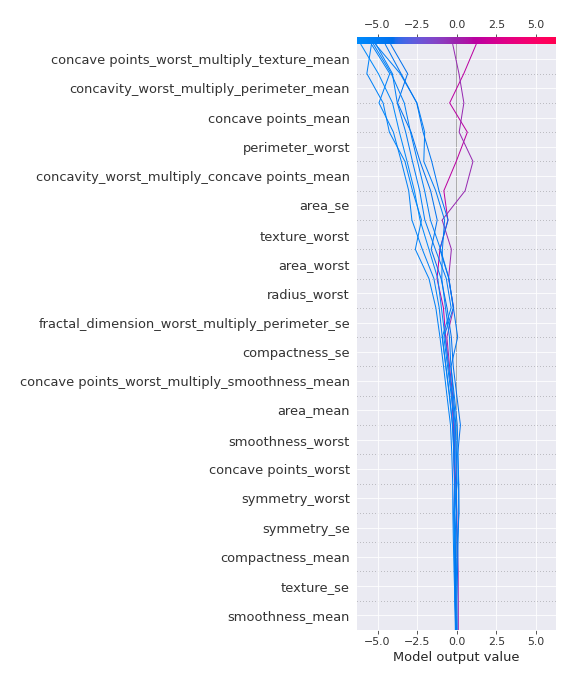 −5.0 −2.5 0.0 2.5 5.0
concave points_worst_multiply_texture_mean
concavity_worst_multiply_perimeter_mean
concave points_mean
perimeter_worst
concavity_worst_multiply_concave points_mean
area_se
texture_worst
area_worst
radius_worst
fractal_dimension_worst_multiply_perimeter_se
compactness_se
concave points_worst_multiply_smoothness_mean
area_mean
smoothness_worst
concave points_worst
symmetry_worst
symmetry_se
compactness_mean
texture_se
smoothness_mean
−5.0 −2.5 0.0 2.5 5.0
Model output value